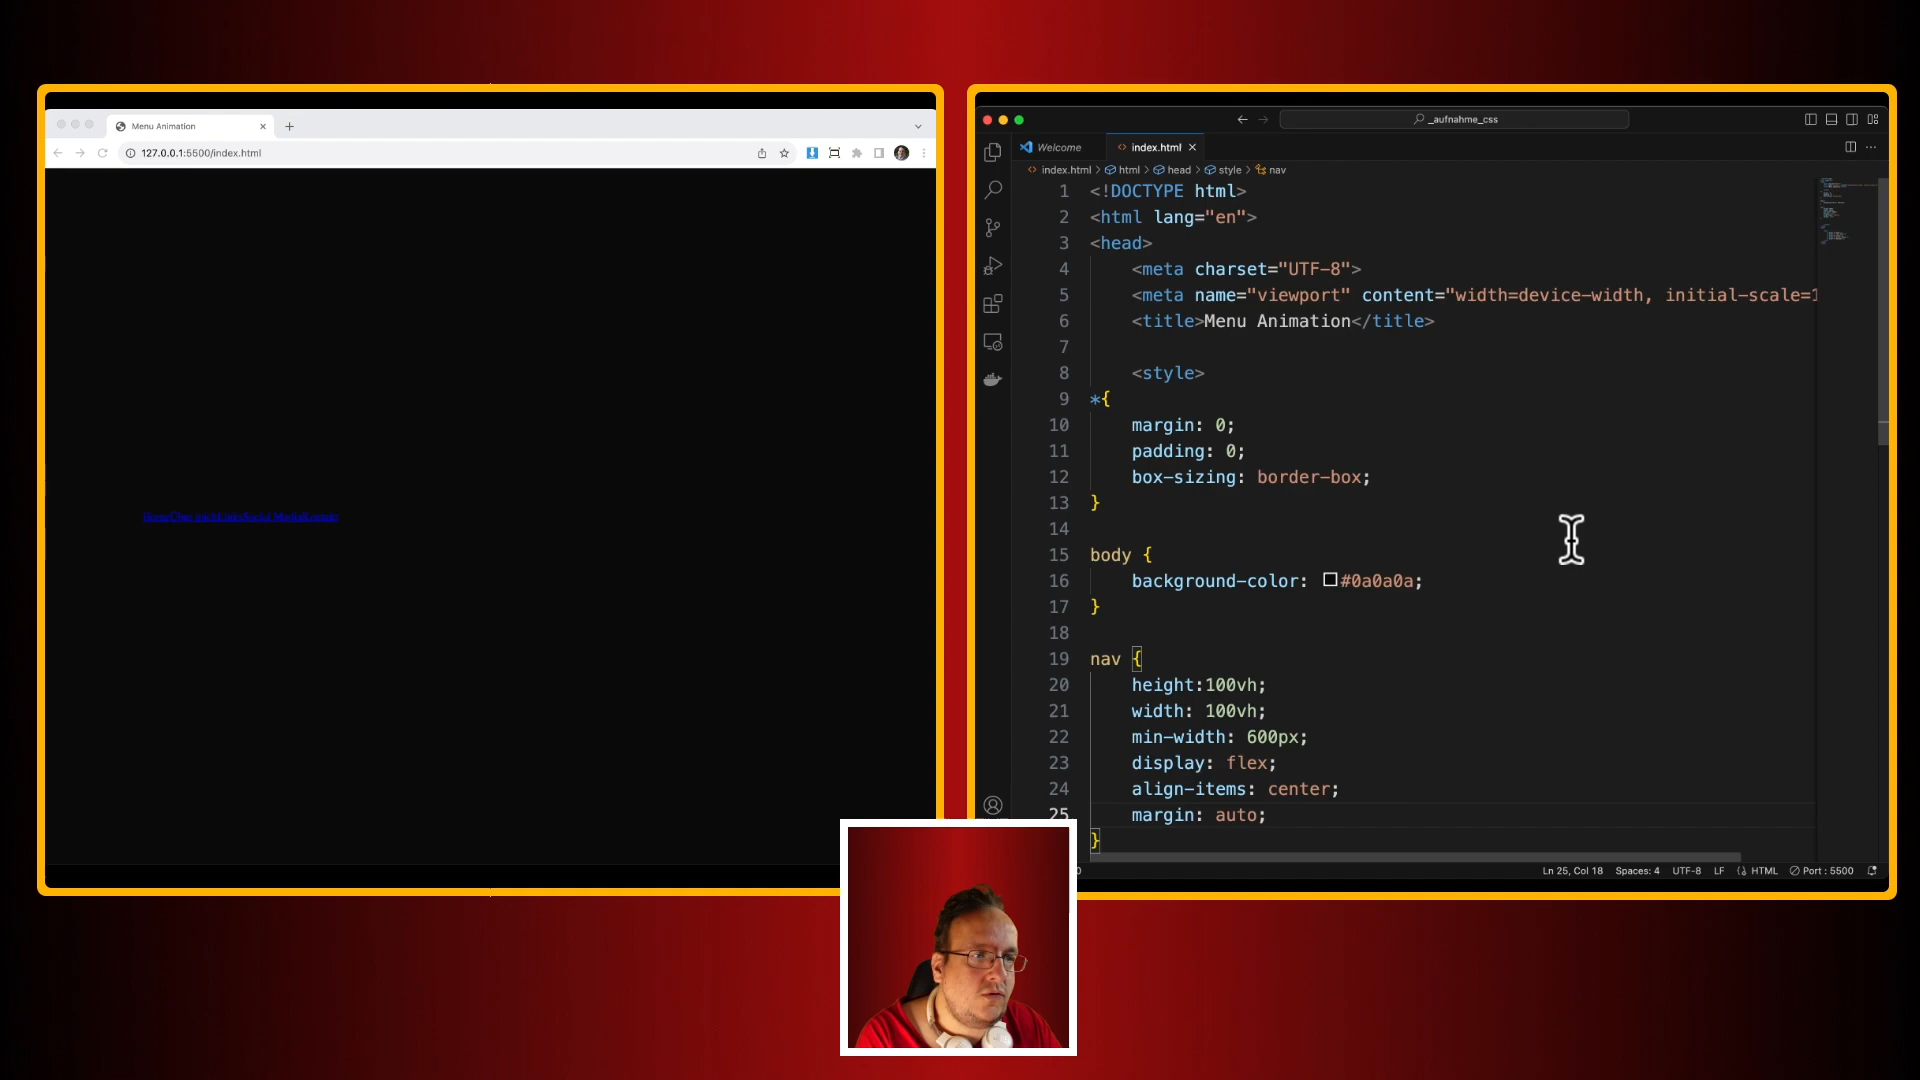 Menu Animation
127.0.0.1:5500/index.html
_aufnahme_css
Welcome
index.html
index.html > html > head > style > nav
1 <!DOCTYPE html>
2 <html lang="en">
3 <head>
4 <meta charset="UTF-8">
5 <meta name="viewport" content="width=device-width, initial-scale=1
6 <title>Menu Animation</title>
7
8 <style>
9 *{
10 margin: 0;
11 padding: 0;
12 box-sizing: border-box;
13 }
14
15 body {
16 background-color: #0a0a0a;
17 }
18
19 nav {
20 height:100vh;
21 width: 100vh;
22 min-width: 600px;
23 display: flex;
24 align-items: center;
25 margin: auto;
}
0 Ln 25, Col 18 Spaces: 4 UTF-8 LF HTML Port : 5500